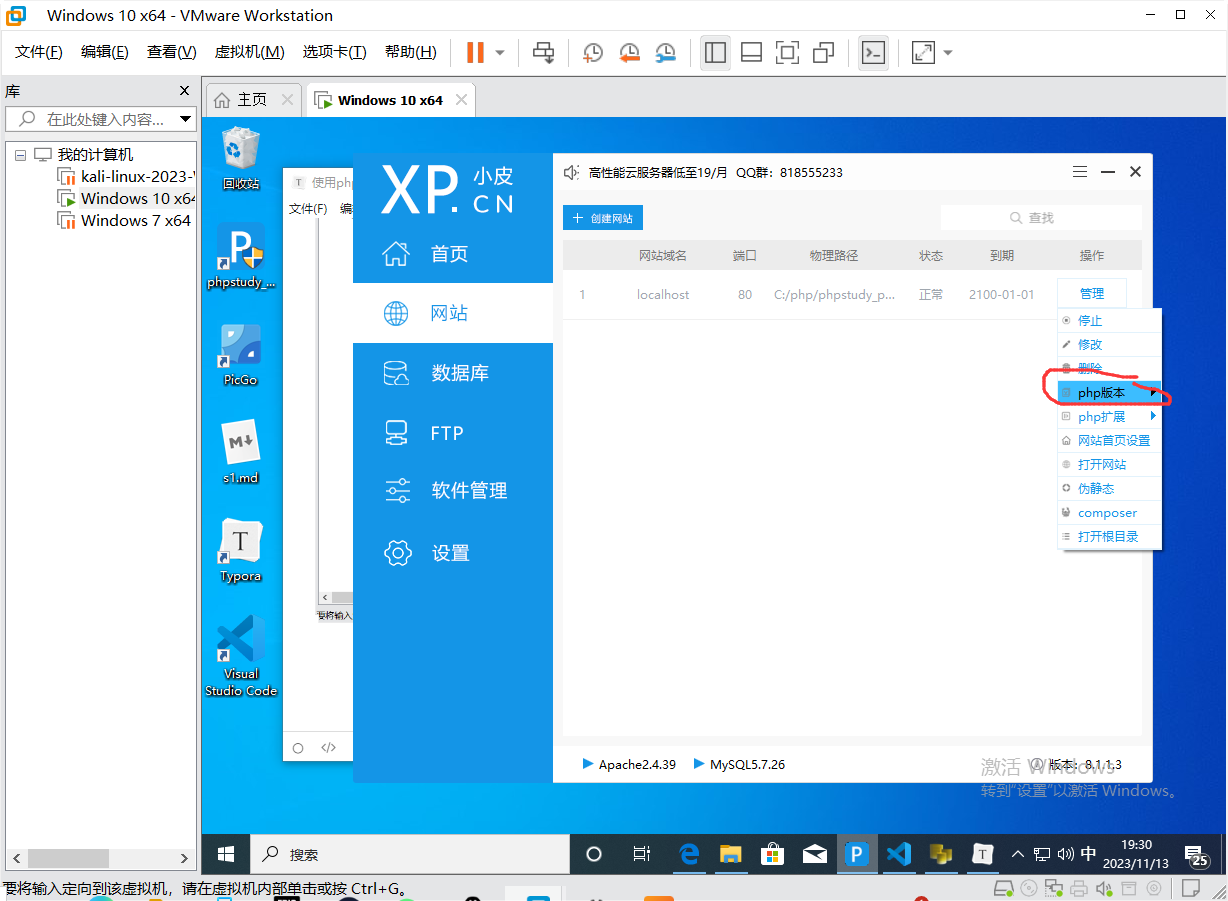 Windows 10 x64 - VMware Workstation
文件(F) 编辑(E) 查看(V) 虚拟机(M) 选项卡(T) 帮助(H)
库
在此处键入内容...
我的计算机
kali-linux-2023-
Windows 10 x64
Windows 7 x64
主页
Windows 10 x64
回收站
phpstudy_...
PicGo
s1.md
Typora
Visual
Studio Code
使用php
文件(F) 编
要将输入
XP. 小皮
CN
首页
网站
数据库
FTP
软件管理
设置
高性能云服务器低至19/月 QQ群：818555233
创建网站
查找
网站域名 端口 物理路径 状态 到期 操作
1 localhost 80 C:/php/phpstudy_p... 正常 2100-01-01 管理
停止
修改
删除
php版本
php扩展
网站首页设置
打开网站
伪静态
composer
打开根目录
Apache2.4.39 MySQL5.7.26
版本：8.1.1.3
激活 Windows
转到"设置"以激活 Windows。
搜索
中
19:30
2023/11/13
25
要将输入定向到该虚拟机，请在虚拟机内部单击或按 Ctrl+G。